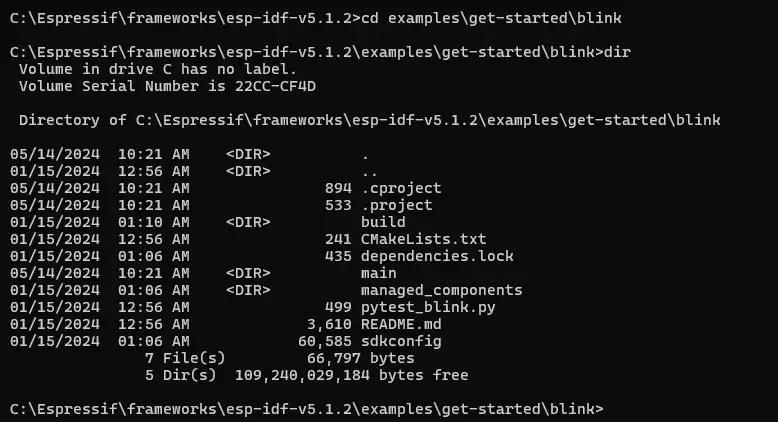 C:\Espressif\frameworks\esp-idf-v5.1.2>cd examples\get-started\blink
C:\Espressif\frameworks\esp-idf-v5.1.2\examples\get-started\blink>dir
 Volume in drive C has no label.
 Volume Serial Number is 22CC-CF4D
 Directory of C:\Espressif\frameworks\esp-idf-v5.1.2\examples\get-started\blink
05/14/2024  10:21 AM    <DIR>          .
01/15/2024  12:56 AM    <DIR>          ..
05/14/2024  10:21 AM               894 .cproject
05/14/2024  10:21 AM               533 .project
01/15/2024  01:10 AM    <DIR>          build
01/15/2024  12:56 AM               241 CMakeLists.txt
01/15/2024  01:06 AM               435 dependencies.lock
05/14/2024  10:21 AM    <DIR>          main
01/15/2024  01:06 AM    <DIR>          managed_components
01/15/2024  12:56 AM               499 pytest_blink.py
01/15/2024  12:56 AM             3,610 README.md
01/15/2024  01:06 AM            60,585 sdkconfig
               7 File(s)         66,797 bytes
               5 Dir(s)  109,240,029,184 bytes free
C:\Espressif\frameworks\esp-idf-v5.1.2\examples\get-started\blink>